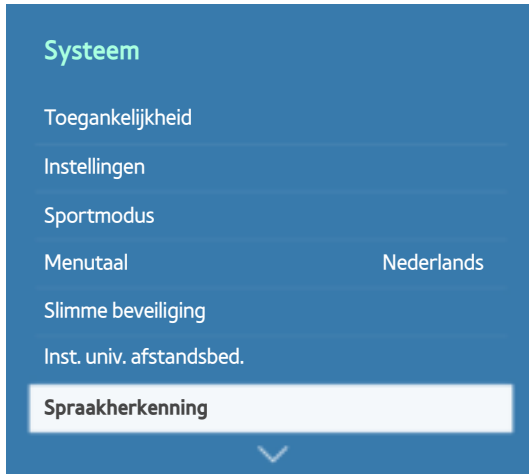 Systeem
Toegankelijkheid
Instellingen
Sportmodus
Menutaal Nederlands
Slimme beveiliging
Inst. univ. afstandsbed.
Spraakherkenning